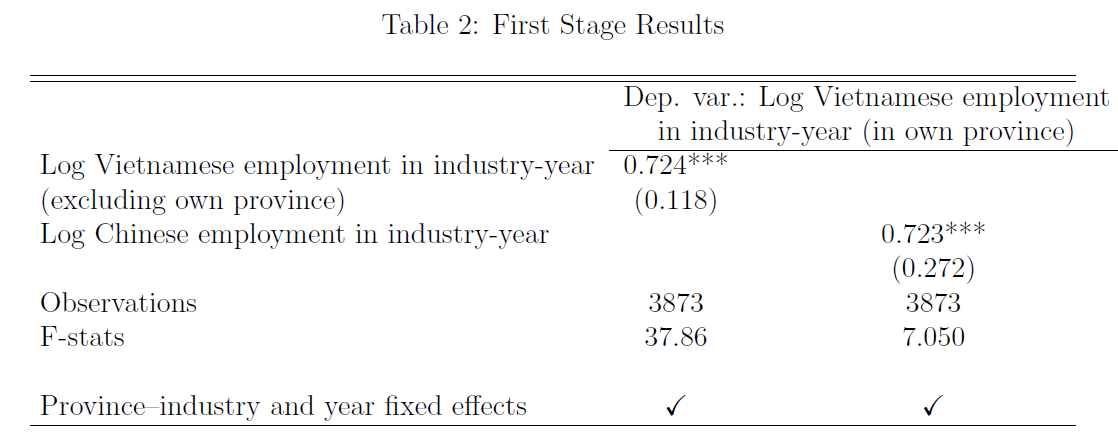 Table 2: First Stage Results
Dep. var.: Log Vietnamese employment
in industry-year (in own province)
Log Vietnamese employment in industry-year 0.724***
(excluding own province) (0.118)
Log Chinese employment in industry-year 0.723***
(0.272)
Observations 3873 3873
F-stats 37.86 7.050
Province–industry and year fixed effects ✓ ✓